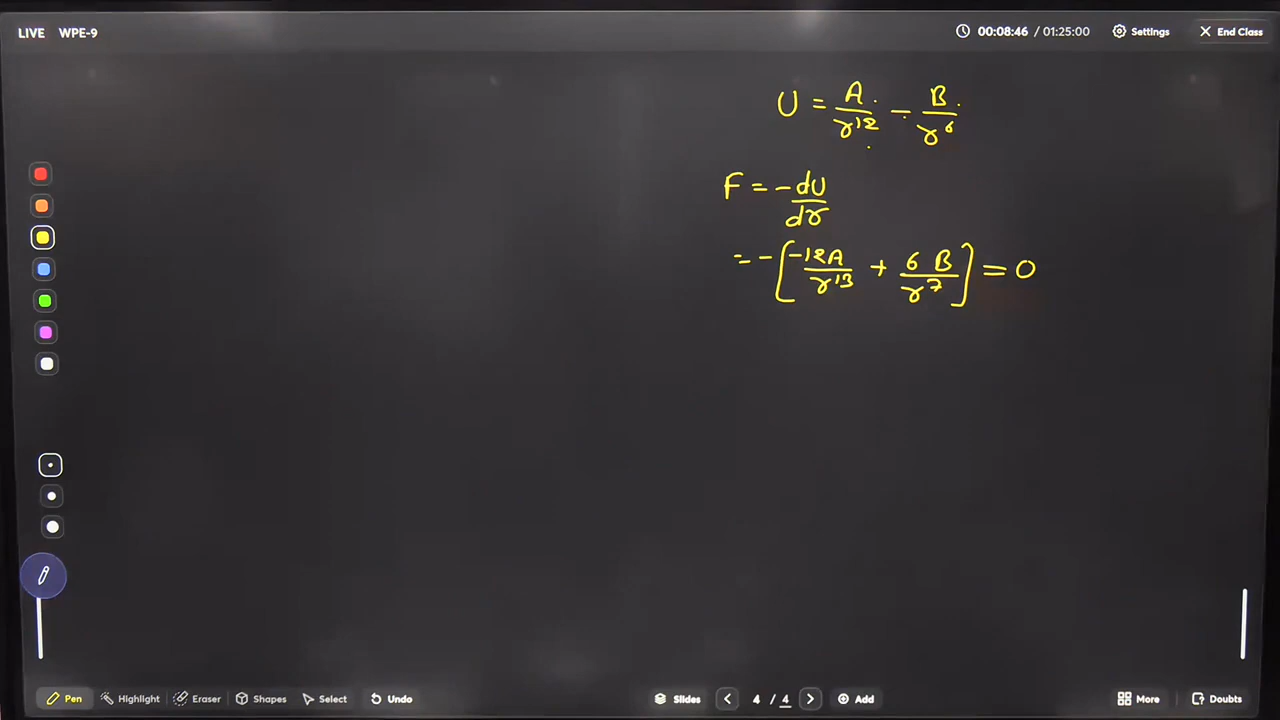 LIVE WPE-9
00:08:46 / 01:25:00 Settings End Class
U = A/r¹² - B/r⁶
F = -dU/dr
= -[-12A/r¹³ + 6B/r⁷] = 0
Pen Highlight Eraser Shapes Select Undo Slides 4 / 4 Add More Doubts